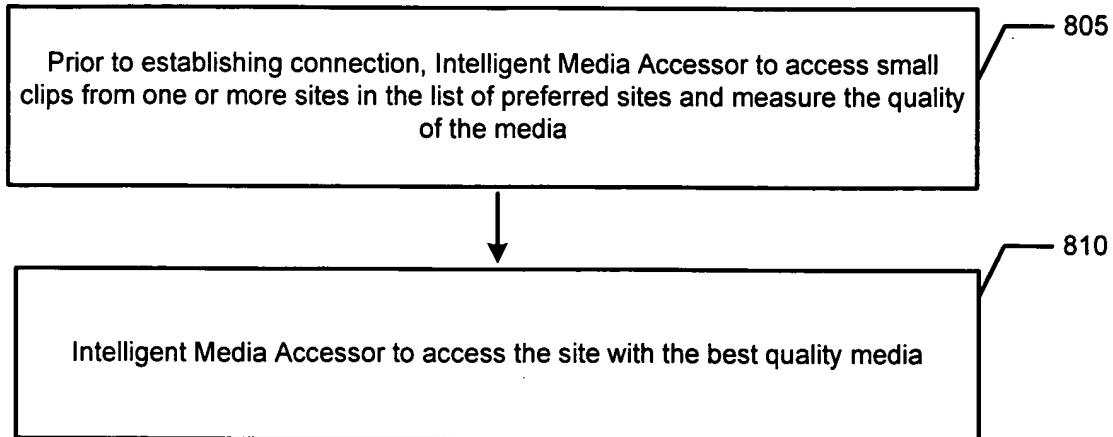 805
Prior to establishing connection, Intelligent Media Accessor to access small
clips from one or more sites in the list of preferred sites and measure the quality
of the media
810
Intelligent Media Accessor to access the site with the best quality media